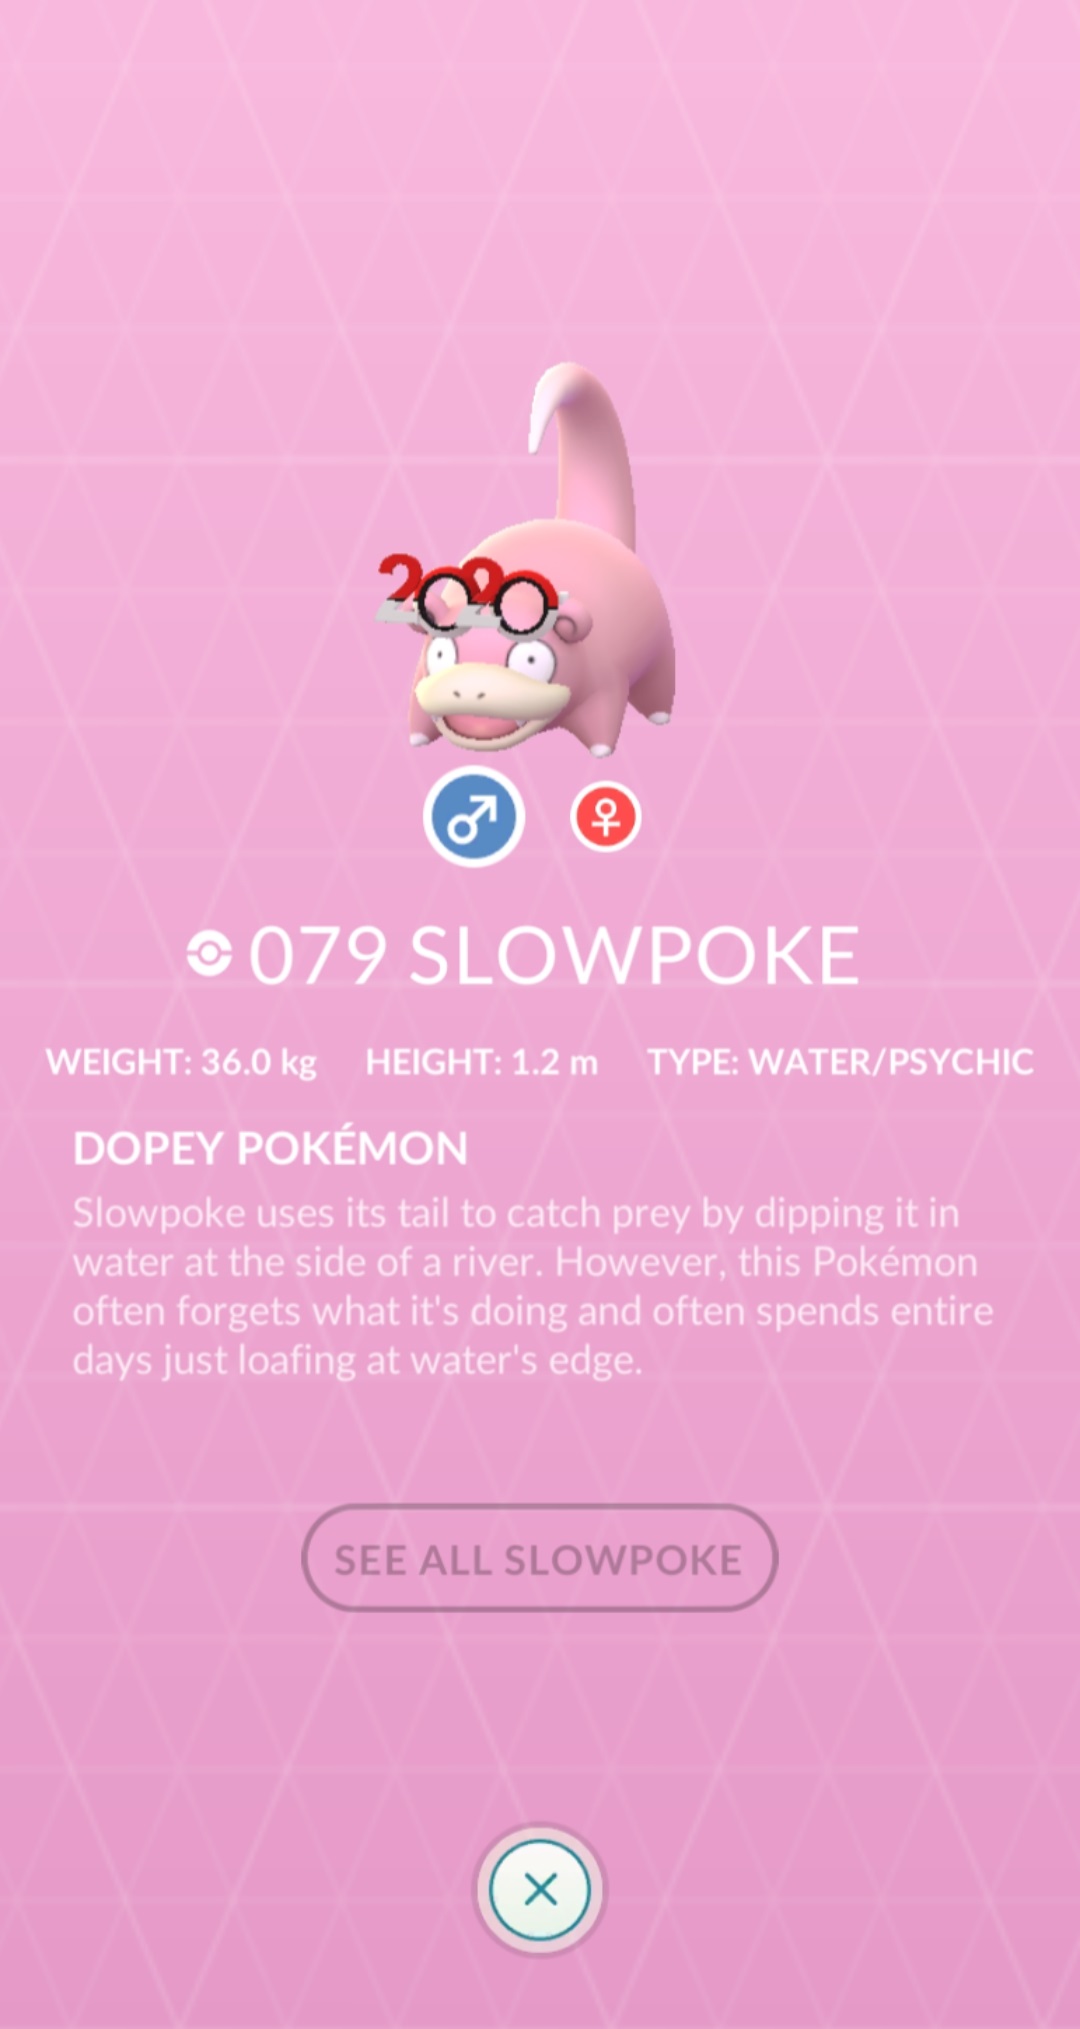 2020
079 SLOWPOKE
WEIGHT: 36.0 kg HEIGHT: 1.2 m TYPE: WATER/PSYCHIC
DOPEY POKÉMON
Slowpoke uses its tail to catch prey by dipping it in
water at the side of a river. However, this Pokémon
often forgets what it's doing and often spends entire
days just loafing at water's edge.
SEE ALL SLOWPOKE